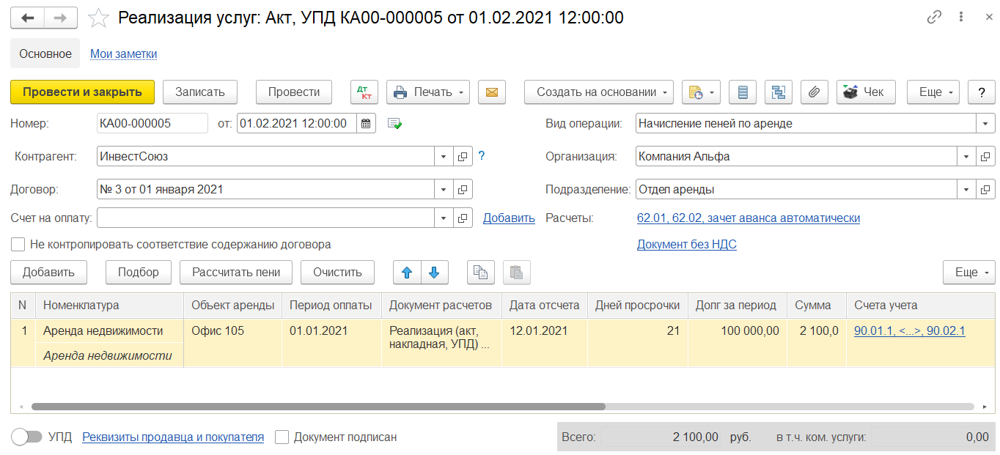 Реализация услуг: Акт, УПД КА00-000005 от 01.02.2021 12:00:00
Основное Мои заметки
Провести и закрыть Записать Провести Дт Кт Печать Создать на основании Чек Еще ?
Номер: КА00-000005 от: 01.02.2021 12:00:00 Вид операции: Начисление пеней по аренде
Контрагент: ИнвестСоюз ? Организация: Компания Альфа
Договор: № 3 от 01 января 2021 Подразделение: Отдел аренды
Счет на оплату: Добавить Расчеты: 62.01, 62.02, зачет аванса автоматически
Не контролировать соответствие содержанию договора Документ без НДС
Добавить Подбор Рассчитать пени Очистить Еще
N Номенклатура Объект аренды Период оплаты Документ расчетов Дата отсчета Дней просрочки Долг за период Сумма Счета учета
1 Аренда недвижимости Офис 105 01.01.2021 Реализация (акт, 12.01.2021 21 100 000,00 2 100,0 90.01.1, <...>, 90.02.1
накладная, УПД) ...
Аренда недвижимости
УПД Реквизиты продавца и покупателя Документ подписан Всего: 2 100,00 руб. в т.ч. ком. услуги: 0,00